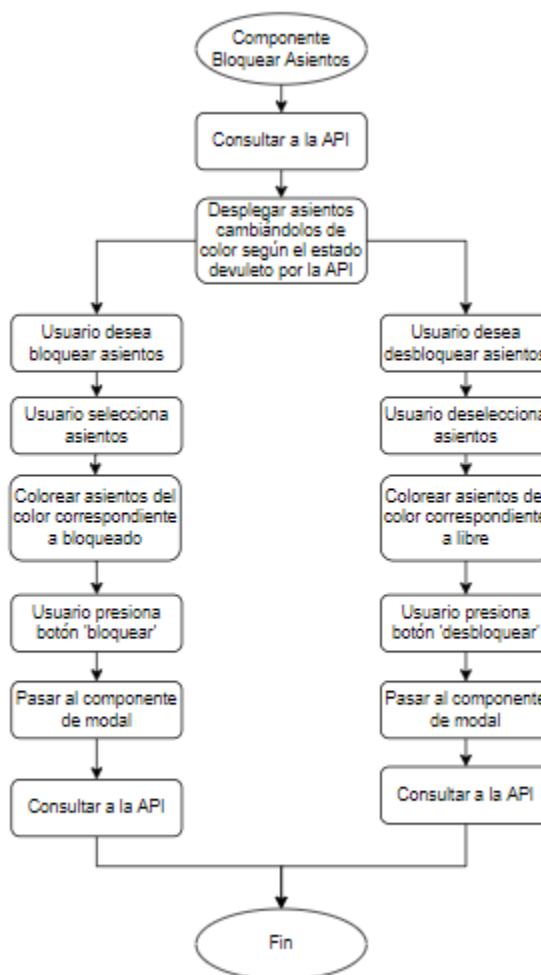 Componente
Bloquear Asientos
Consultar a la API
Desplegar asientos
cambiándolos de
color según el estado
devuleto por la API
Usuario desea
bloquear asientos
Usuario selecciona
asientos
Colorear asientos del
color correspondiente
a bloqueado
Usuario presiona
botón 'bloquear'
Pasar al componente
de modal
Consultar a la API
Usuario desea
desbloquear asientos
Usuario deselecciona
asientos
Colorear asientos del
color correspondiente
a libre
Usuario presiona
botón 'desbloquear'
Pasar al componente
de modal
Consultar a la API
Fin